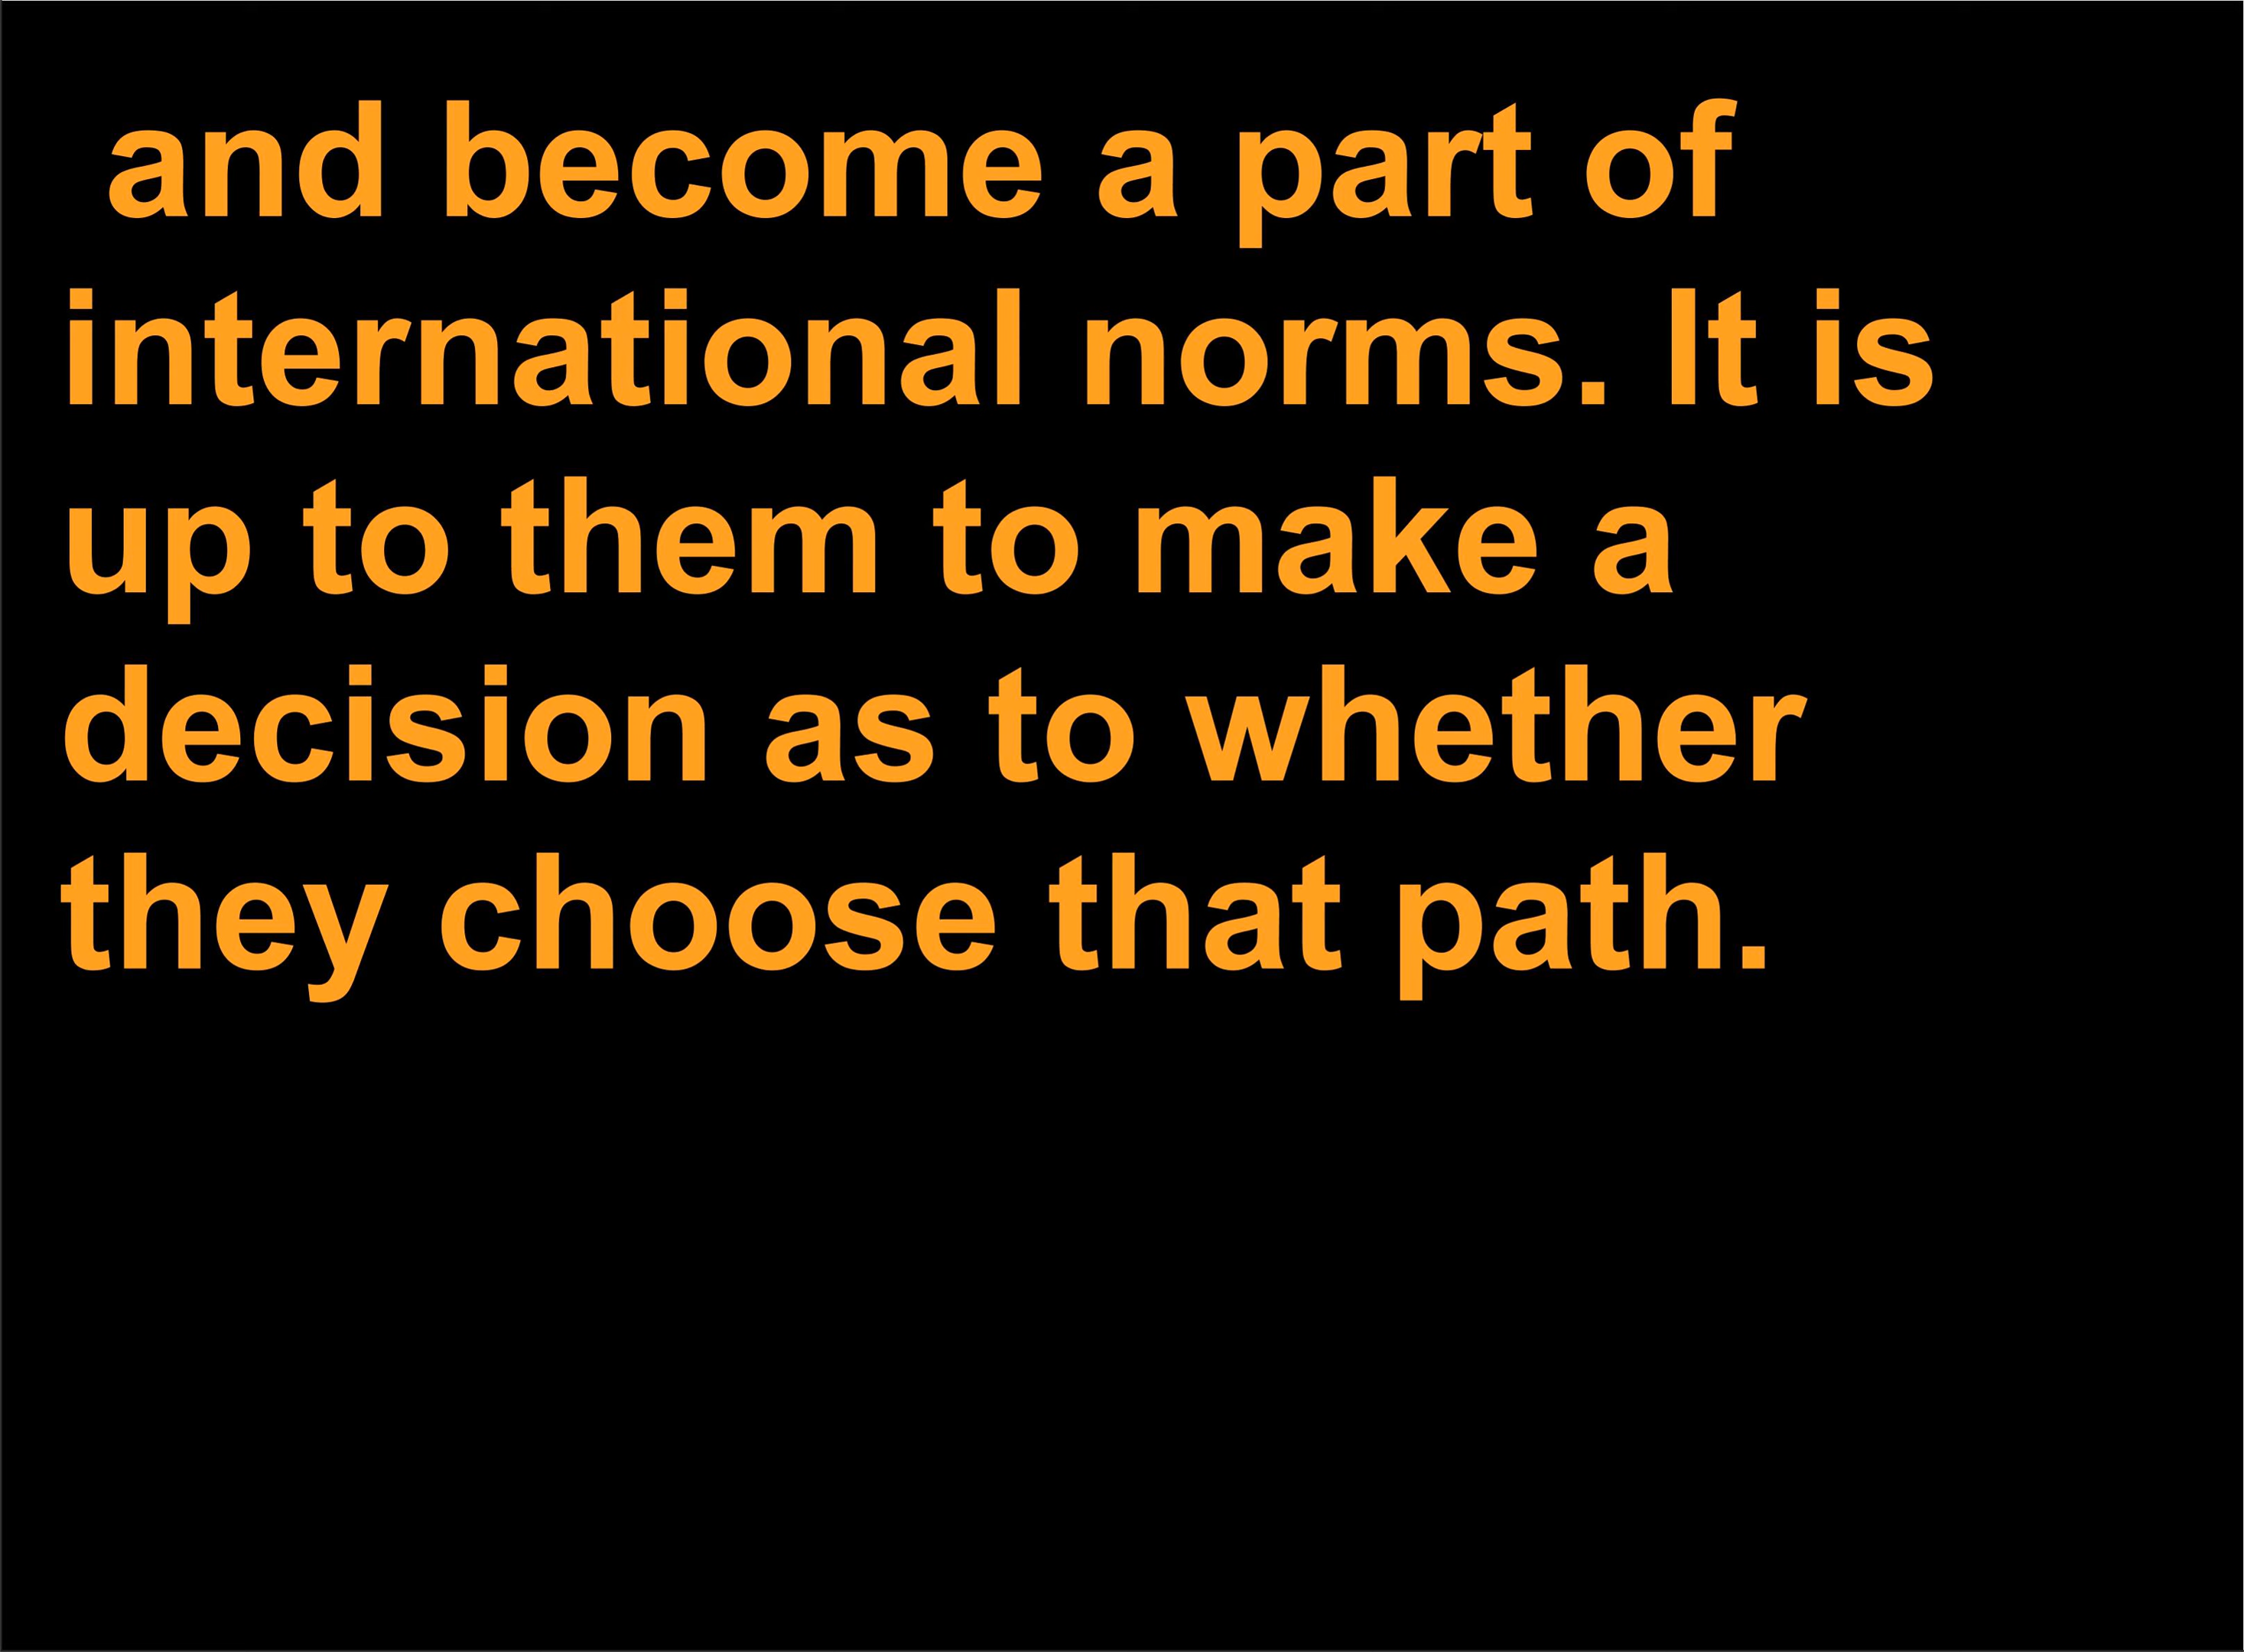 and become a part of
international norms. It is
up to them to make a
decision as to whether
they choose that path.